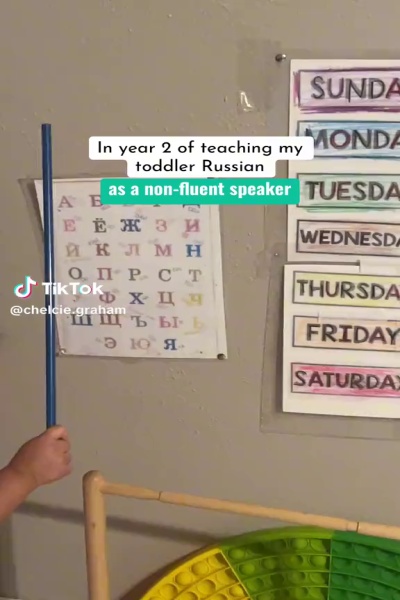 In year 2 of teaching my
toddler Russian
as a non-fluent speaker
А Б
Е Ё Ж З И
Й К Л М Н
О П Р С Т
Ф Х Ц Ч
Ш Щ Ъ Ы Ь
Э Ю Я
TikTok
@chelcie.graham
SUNDA
MONDA
TUESDA
WEDNESDA
THURSDA
FRIDAY
SATURDAY